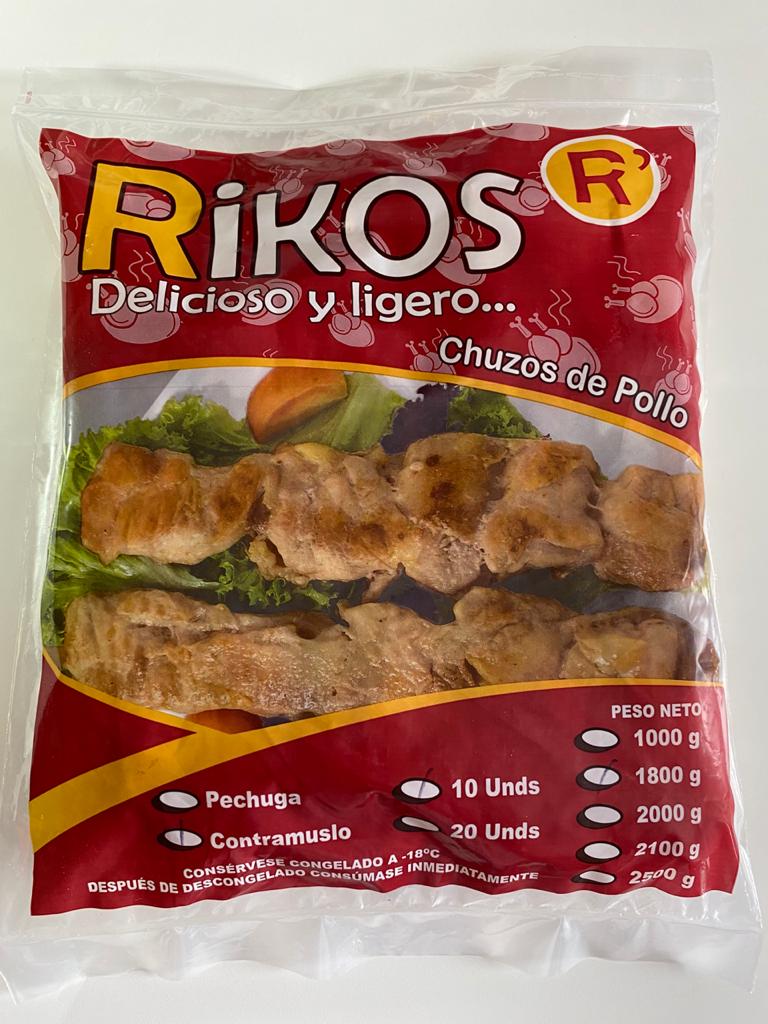 RiKOS
R'
Delicioso y ligero...
Chuzos de Pollo
PESO NETO
1000 g
1800 g
2000 g
2100 g
2500 g
Pechuga
Contramuslo
10 Unds
20 Unds
CONSÉRVESE CONGELADO A -18°C
DESPUÉS DE DESCONGELADO CONSÚMASE INMEDIATAMENTE